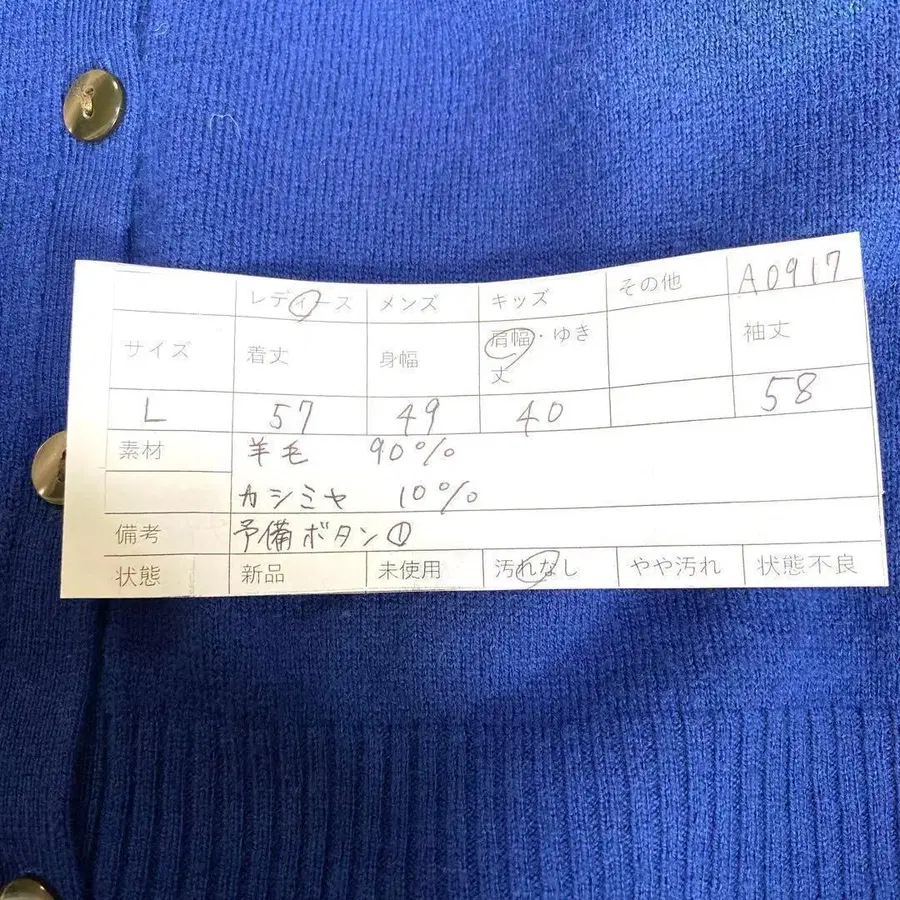 レディース メンズ キッズ その他 A0917
サイズ 着丈 身幅 肩幅・ゆき丈 袖丈
L 57 49 40 58
素材 羊毛 90%
カシミヤ 10%
備考 予備ボタン①
状態 新品 未使用 汚れなし やや汚れ 状態不良